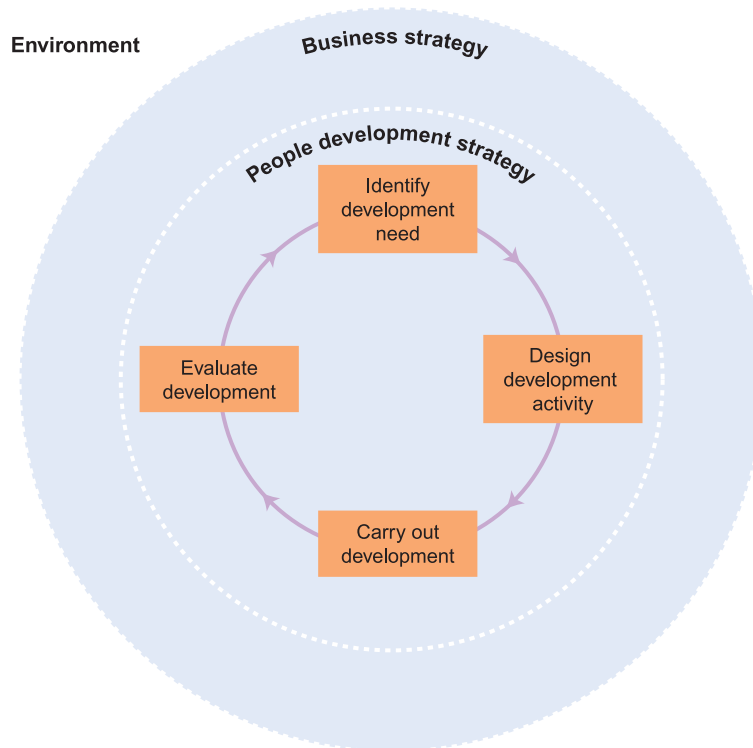 Environment
Business strategy
People development strategy
Identify
development
need
Design
development
activity
Carry out
development
Evaluate
development